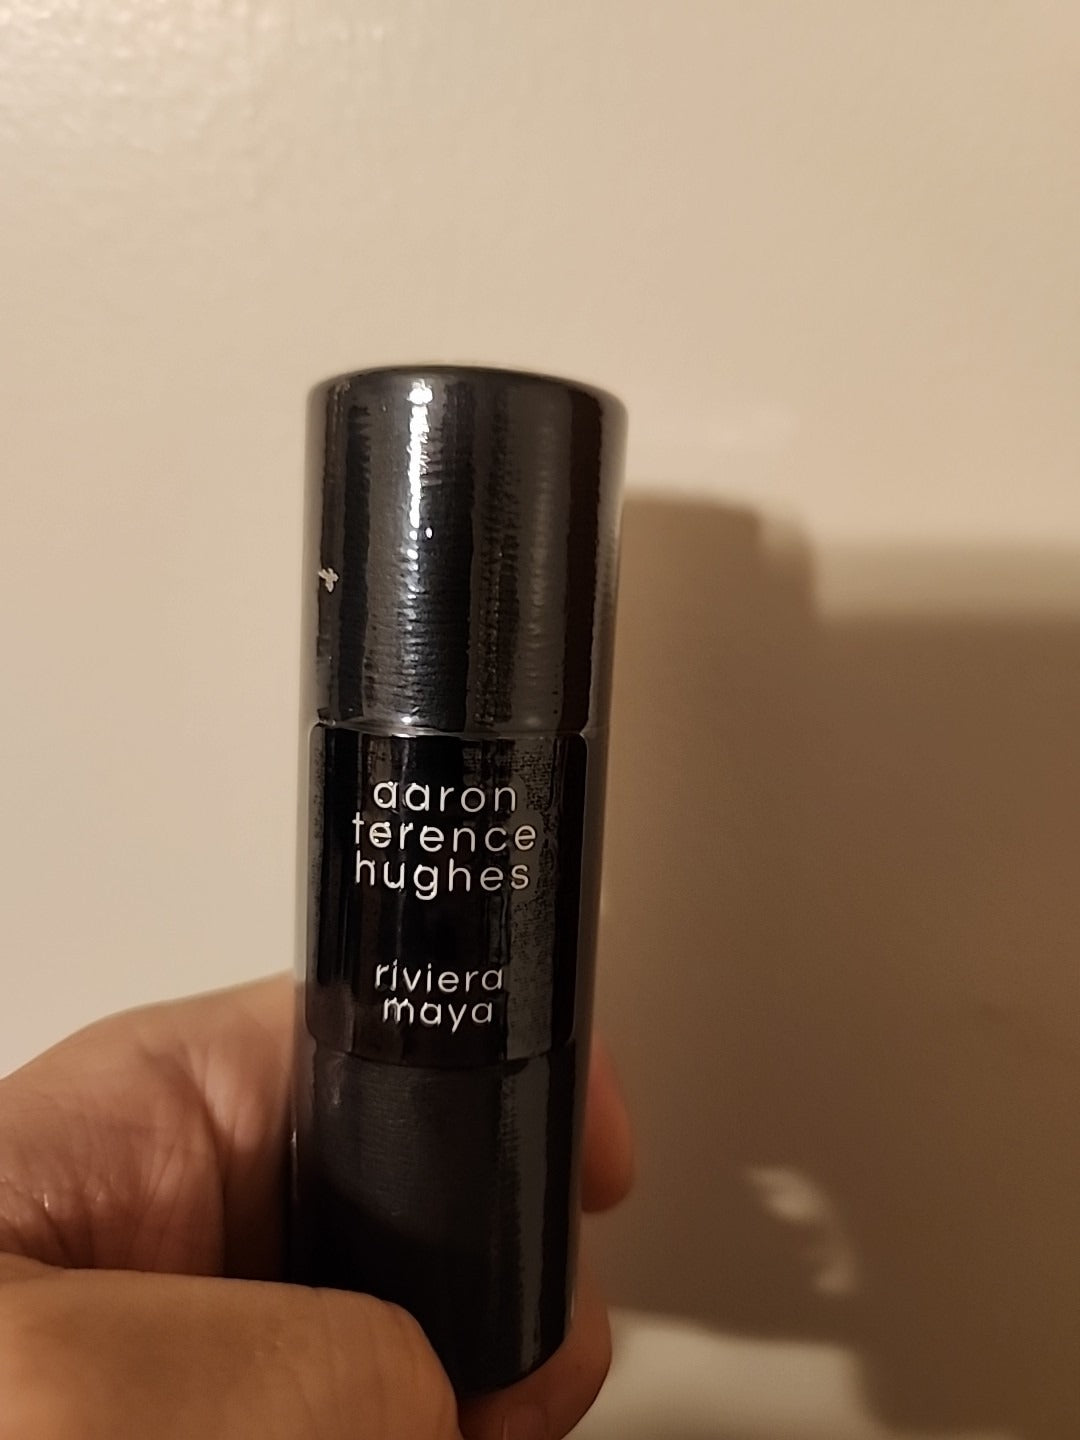 aaron
terence
hughes
riviera
maya